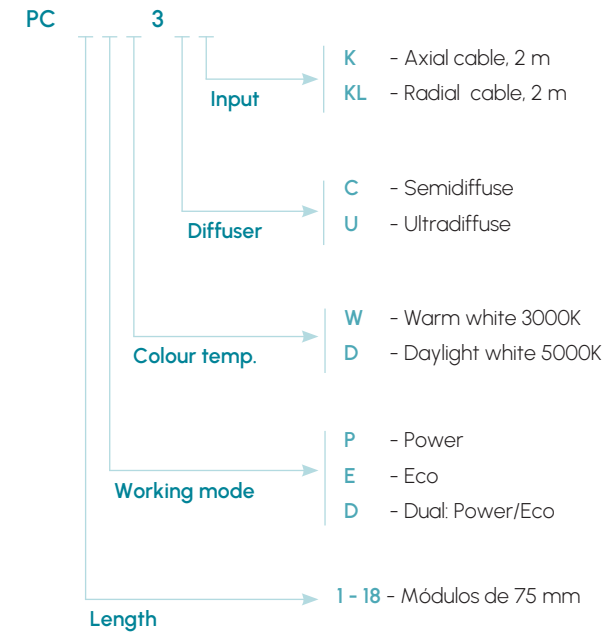 PC 3
K - Axial cable, 2 m
KL - Radial cable, 2 m
Input
C - Semidiffuse
U - Ultradiffuse
Diffuser
W - Warm white 3000K
D - Daylight white 5000K
Colour temp.
P - Power
E - Eco
D - Dual: Power/Eco
Working mode
1 - 18 - Módulos de 75 mm
Length